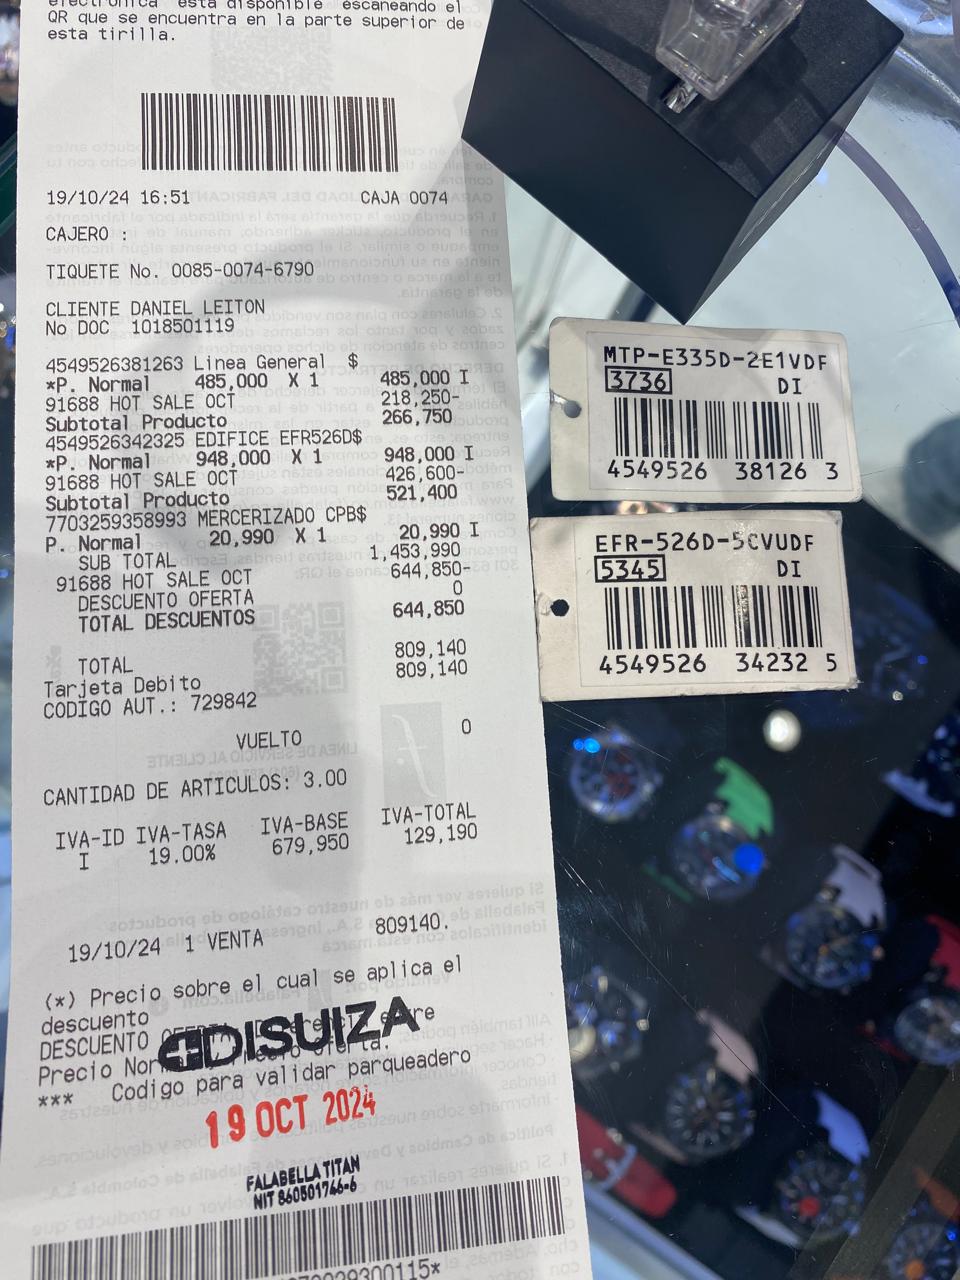 electrónica está disponible escaneando el
QR que se encuentra en la parte superior de
esta tirilla.
19/10/24 16:51 CAJA 0074
CAJERO :
TIQUETE No. 0085-0074-6790
CLIENTE DANIEL LEITON
No DOC 1018501119
4549526381263 Linea General $
*P. Normal 485,000 X 1 485,000 I
91688 HOT SALE OCT 218,250-
Subtotal Producto 266,750
4549526342325 EDIFICE EFR526D$
*P. Normal 948,000 X 1 948,000 I
91688 HOT SALE OCT 426,600-
Subtotal Producto 521,400
7703259358993 MERCERIZADO CPB$
P. Normal 20,990 X 1 20,990 I
SUB TOTAL 1,453,990
91688 HOT SALE OCT 644,850-
DESCUENTO OFERTA 0
TOTAL DESCUENTOS 644,850
TOTAL 809,140
Tarjeta Debito 809,140
CODIGO AUT.: 729842
VUELTO 0
CANTIDAD DE ARTICULOS: 3.00
IVA-ID IVA-TASA IVA-BASE IVA-TOTAL
I 19.00% 679,950 129,190
19/10/24 1 VENTA 809140.
(*) Precio sobre el cual se aplica el
descuento
DESCUENTO
Precio
*** Codigo para validar parqueadero
DISUIZA
19 OCT 2024
FALABELLA TITAN
NIT 860501746-6
MTP-E335D-2E1VDF
3736 DI
4549526 38126 3
EFR-526D-5CVUDF
5345 DI
4549526 34232 5